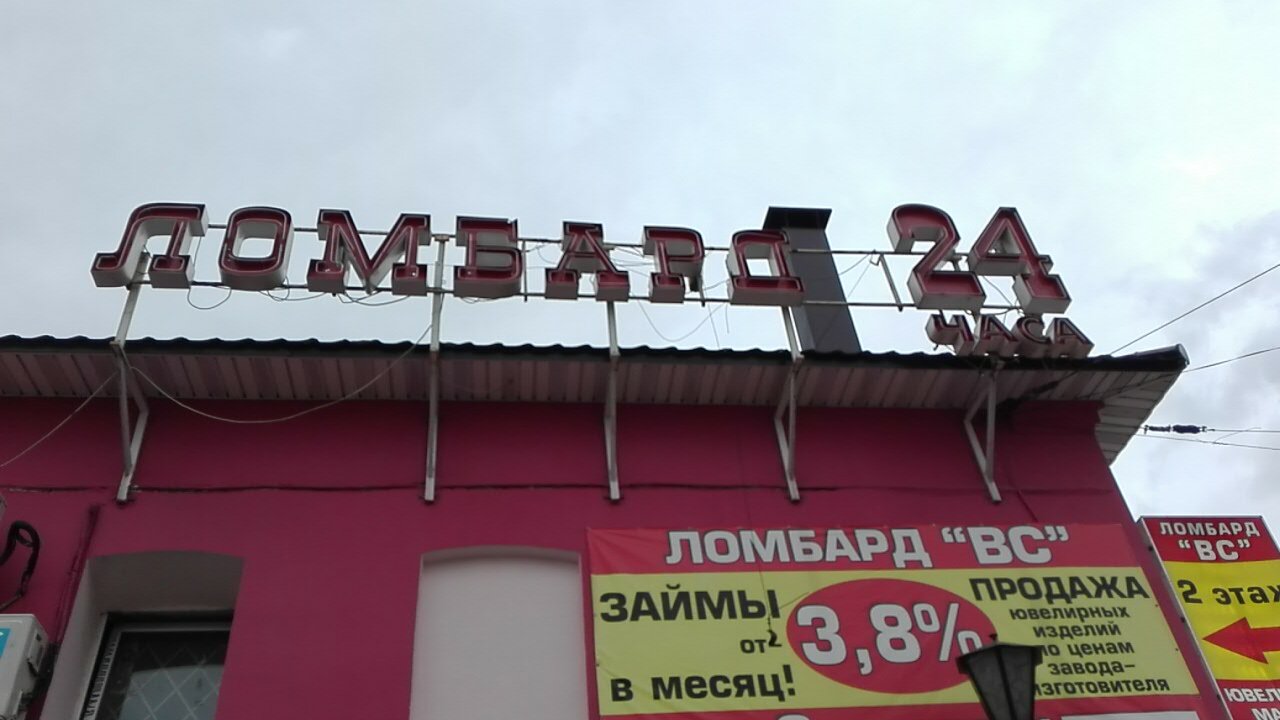 ЛОМБАРД 24
ЧАСА
ЛОМБАРД "ВС"
ЗАЙМЫ
от
3,8%
в месяц!
ПРОДАЖА
ювелирных
изделий
по ценам
завода-
изготовителя
ЛОМБАРД
"ВС"
2 этаж